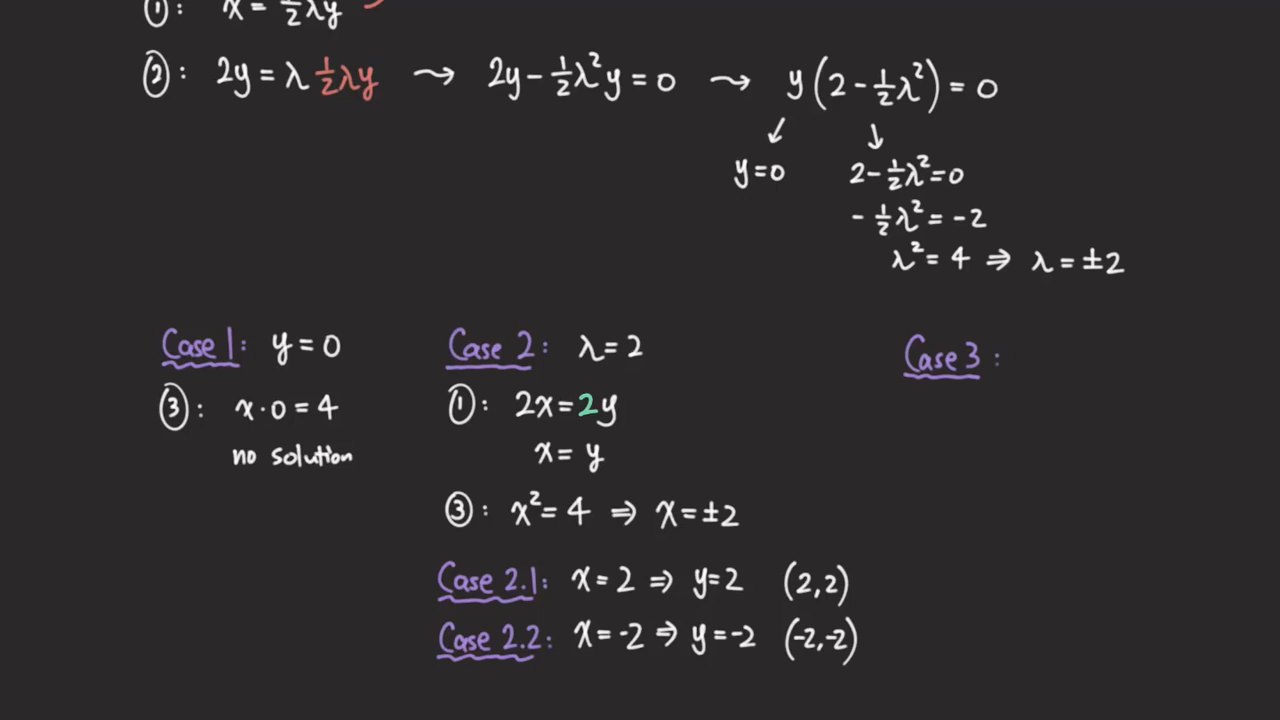 ①: x = ½λy
②: 2y = λ ½λy ⇝ 2y - ½λ²y = 0 ⇝ y(2 - ½λ²) = 0
↙ ↓
y = 0 2 - ½λ² = 0
- ½λ² = -2
λ² = 4 ⇒ λ = ±2
Case 1: y = 0
③: x · 0 = 4
no solution
Case 2: λ = 2
①: 2x = 2y
x = y
③: x² = 4 ⇒ x = ±2
Case 2.1: x = 2 ⇒ y = 2 (2,2)
Case 2.2: x = -2 ⇒ y = -2 (-2,-2)
Case 3: